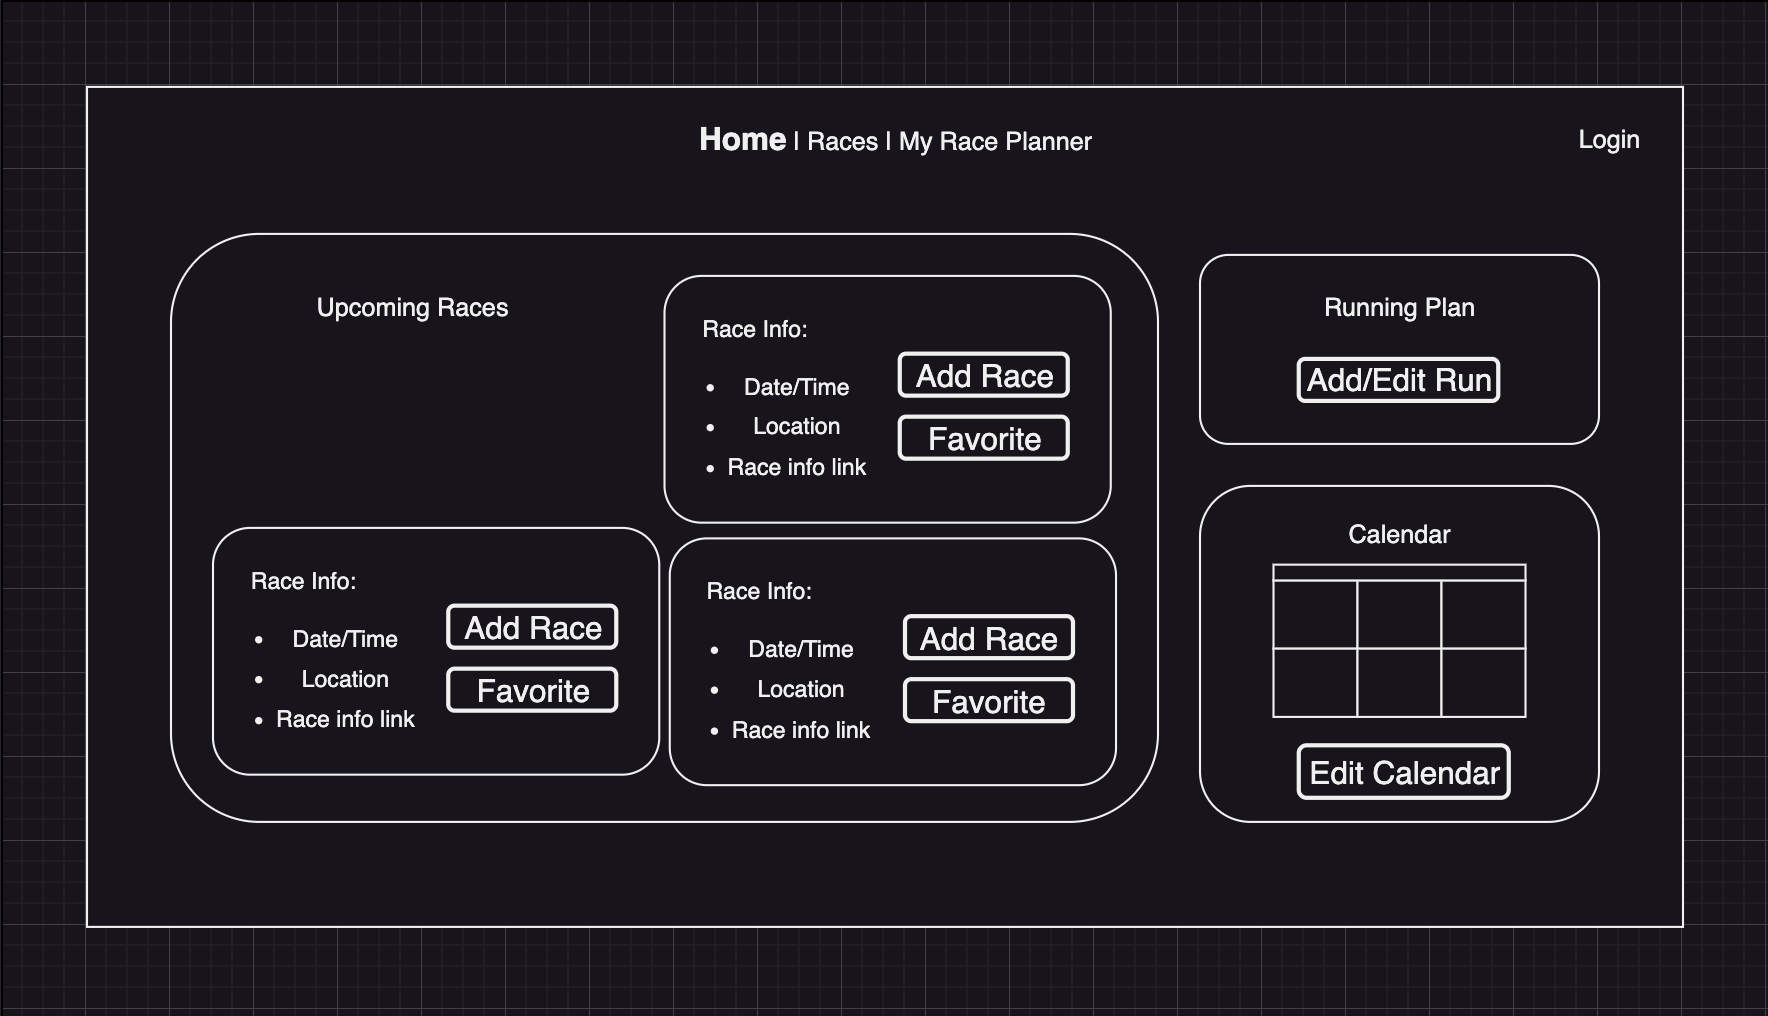 Home | Races | My Race Planner
Login
Upcoming Races
Race Info:
• Date/Time
• Location
• Race info link
Add Race
Favorite
Race Info:
• Date/Time
• Location
• Race info link
Add Race
Favorite
Race Info:
• Date/Time
• Location
• Race info link
Add Race
Favorite
Running Plan
Add/Edit Run
Calendar
Edit Calendar